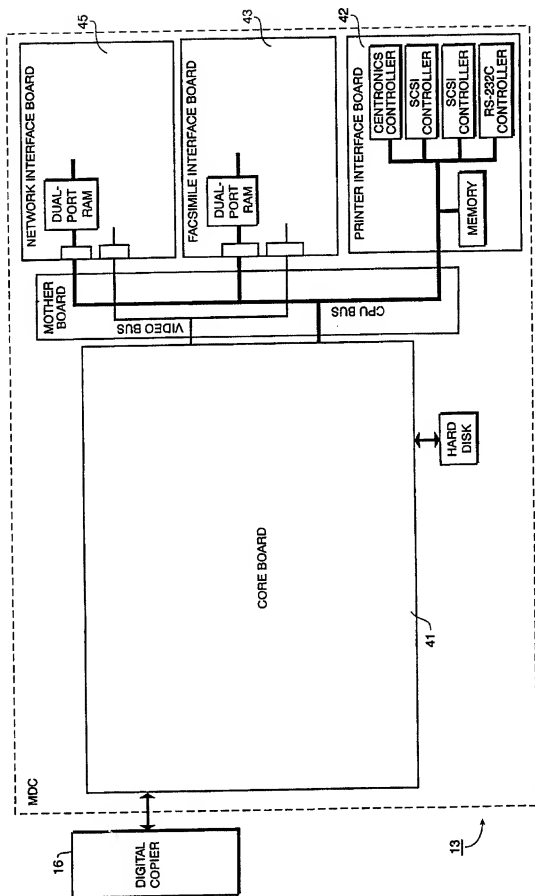 45
43
42
NETWORK INTERFACE BOARD
DUAL-
PORT
RAM
FACSIMILE INTERFACE BOARD
DUAL-
PORT
RAM
PRINTER INTERFACE BOARD
CENTRONICS
CONTROLLER
SCSI
CONTROLLER
SCSI
CONTROLLER
RS-232C
CONTROLLER
MEMORY
MOTHER
BOARD
VIDEO BUS
CPU BUS
CORE BOARD
HARD
DISK
41
MDC
16
DIGITAL
COPIER
13